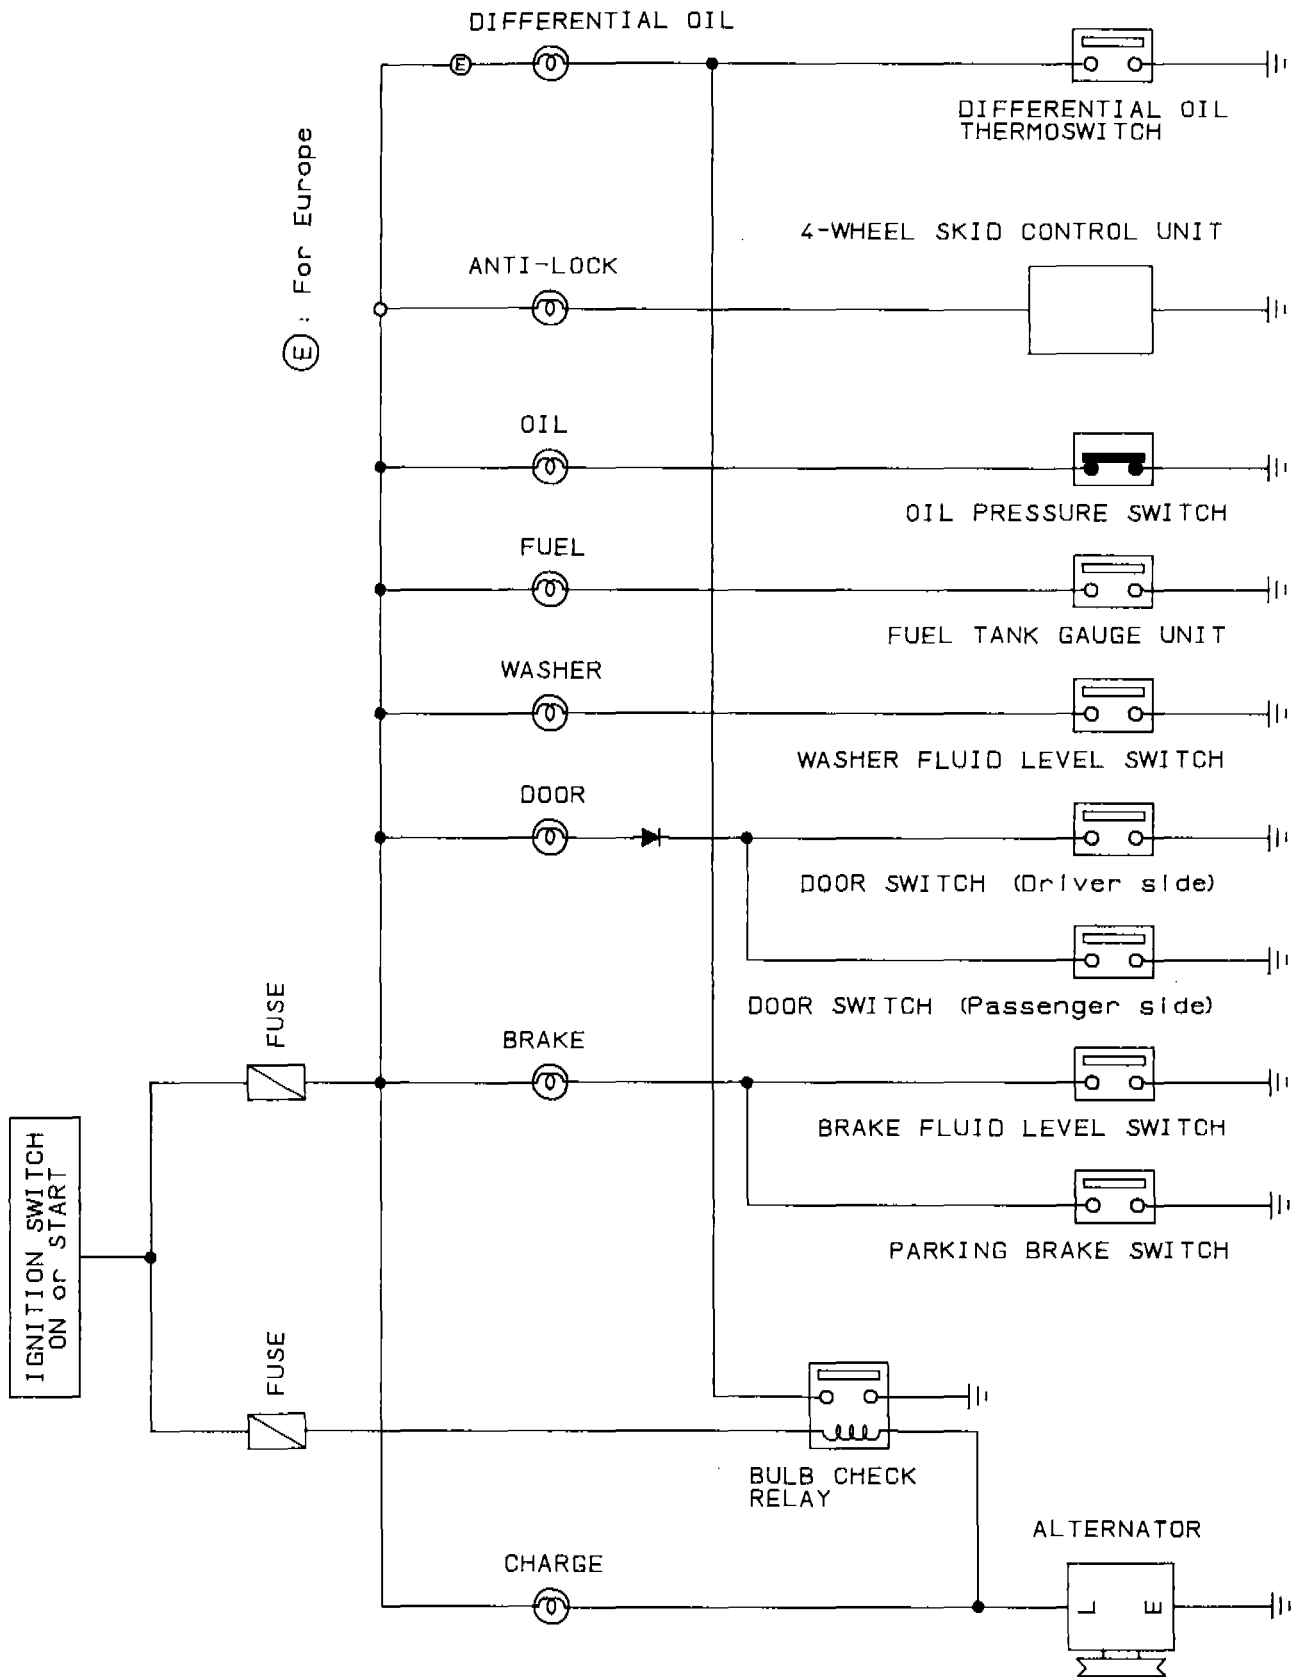 DIFFERENTIAL OIL
E
DIFFERENTIAL OIL
THERMOSWITCH
E : For Europe
4-WHEEL SKID CONTROL UNIT
ANTI-LOCK
OIL
OIL PRESSURE SWITCH
FUEL
FUEL TANK GAUGE UNIT
WASHER
WASHER FLUID LEVEL SWITCH
DOOR
DOOR SWITCH (Driver side)
DOOR SWITCH (Passenger side)
FUSE
BRAKE
BRAKE FLUID LEVEL SWITCH
IGNITION SWITCH
ON or START
PARKING BRAKE SWITCH
FUSE
BULB CHECK
RELAY
ALTERNATOR
CHARGE
L E